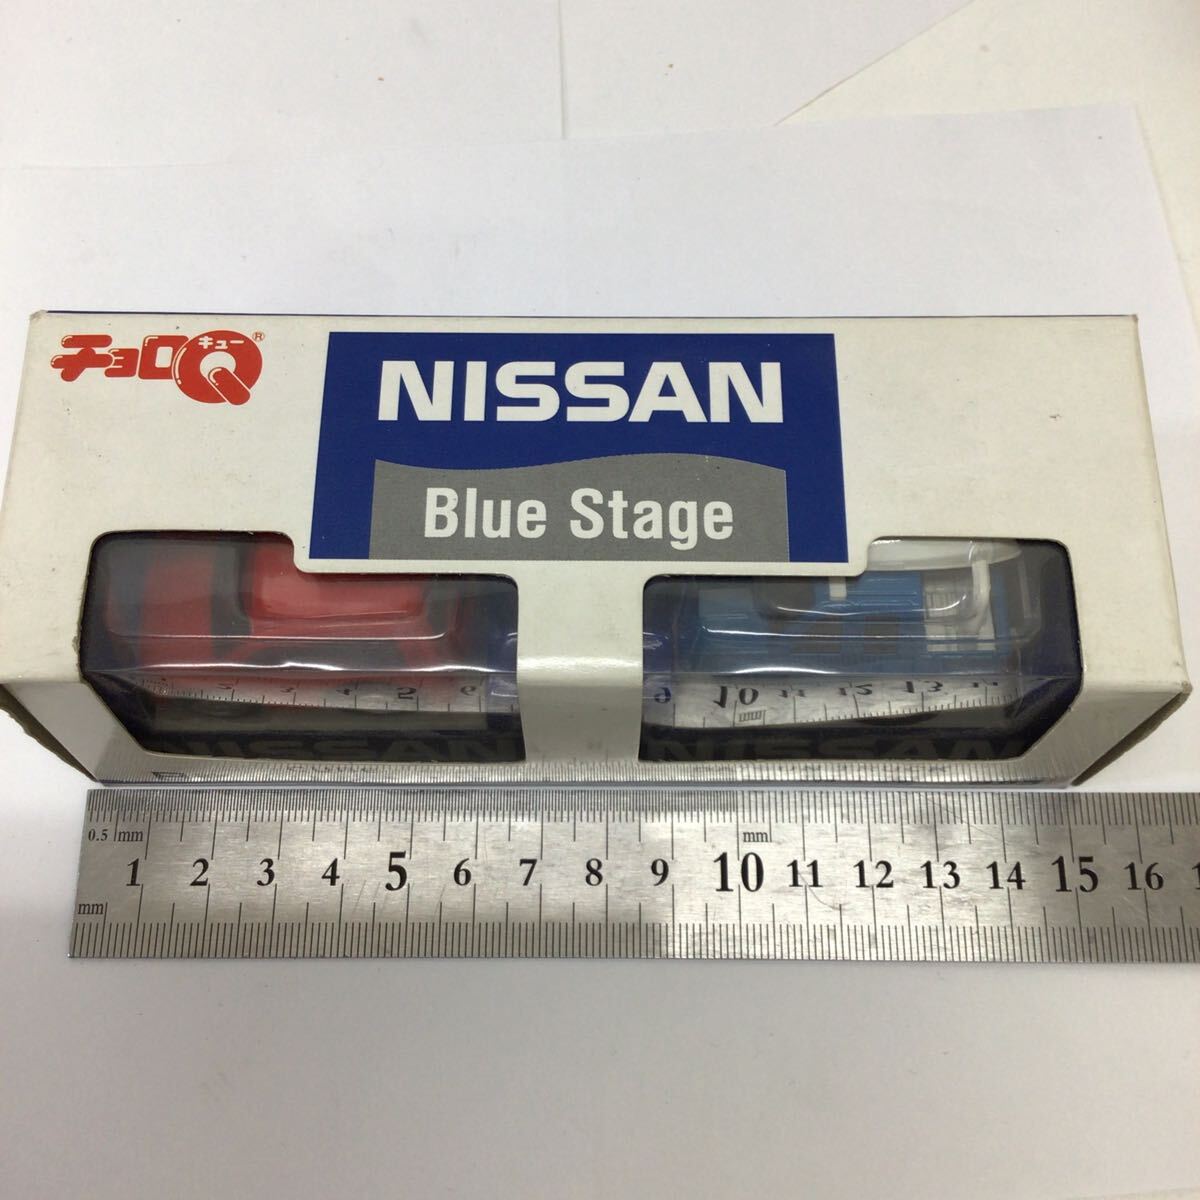 チョロQ®
キュー
NISSAN
Blue Stage
NISSAN
NISSAN
0.5 mm
mm
1 2 3 4 5 6 7 8 9 10 11 12 13 14 15 16
mm